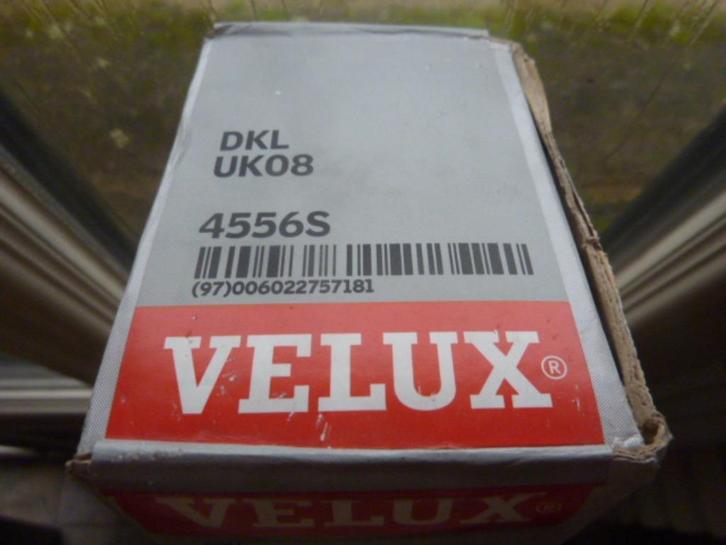 DKL
UK08
4556S
(97)006022757181
VELUX®
VELUX®